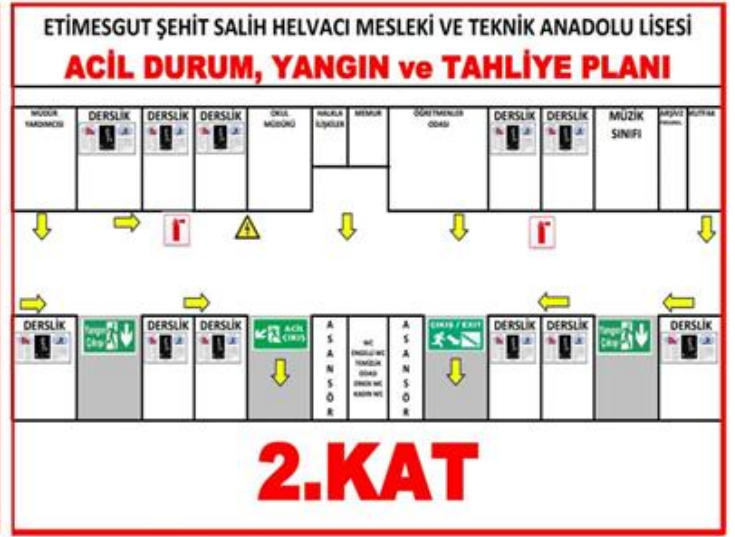 ETİMESGUT ŞEHİT SALİH HELVACI MESLEKİ VE TEKNİK ANADOLU LİSESİ
ACİL DURUM, YANGIN ve TAHLİYE PLANI
MÜDÜR
YARDIMCISI
DERSLİK
DERSLİK
DERSLİK
OKUL
MÜDÜRÜ
HALKLA
İLİŞKİLER
MEMUR
ÖĞRETMENLER
ODASI
DERSLİK
DERSLİK
MÜZİK
SINIFI
MUTFAK
DERSLİK
Yangın
Çıkışı
DERSLİK
DERSLİK
ACİL
ÇIKIŞ
ASANSÖR
WC
ENGELLİ WC
TEMİZLİK
ODASI
ERKEK WC
KADIN WC
ASANSÖR
ÇIKIŞ / EXIT
DERSLİK
DERSLİK
Yangın
Çıkışı
DERSLİK
2.KAT